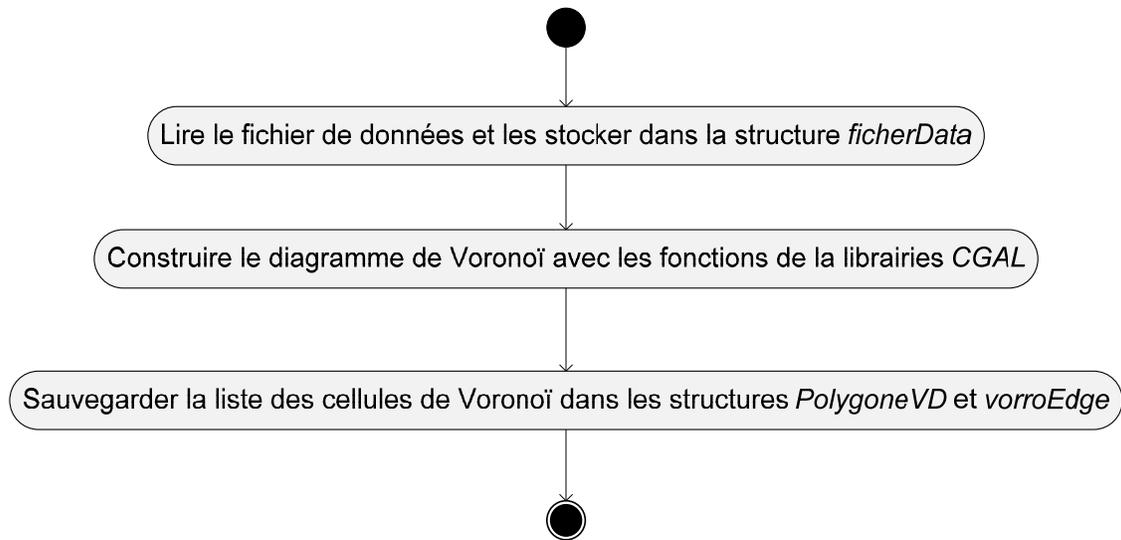 Lire le fichier de données et les stocker dans la structure ficherData
Construire le diagramme de Voronoï avec les fonctions de la librairies CGAL
Sauvegarder la liste des cellules de Voronoï dans les structures PolygoneVD et vorroEdge